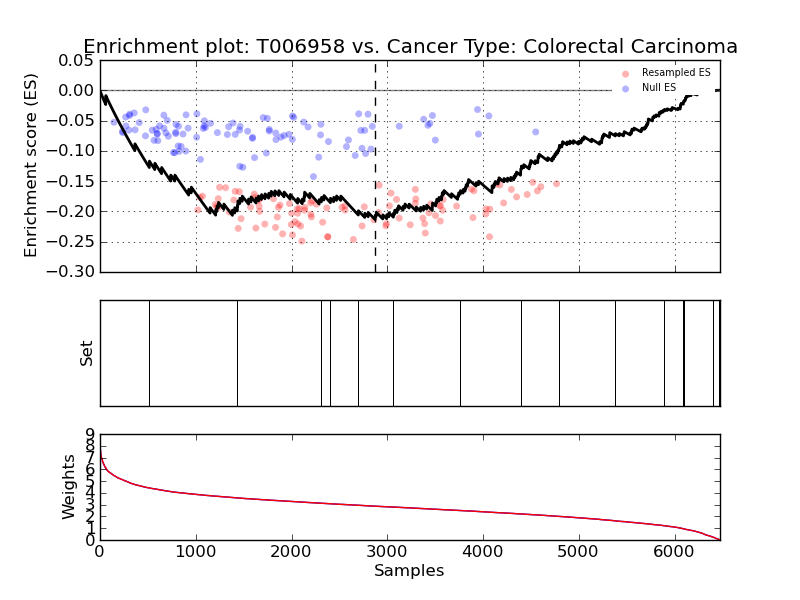 Enrichment plot: T006958 vs. Cancer Type: Colorectal Carcinoma
Enrichment score (ES)
0.05
0.00
−0.05
−0.10
−0.15
−0.20
−0.25
−0.30
Resampled ES
Null ES
Set
Weights
9
8
7
6
5
4
3
2
1
0
0 1000 2000 3000 4000 5000 6000
Samples